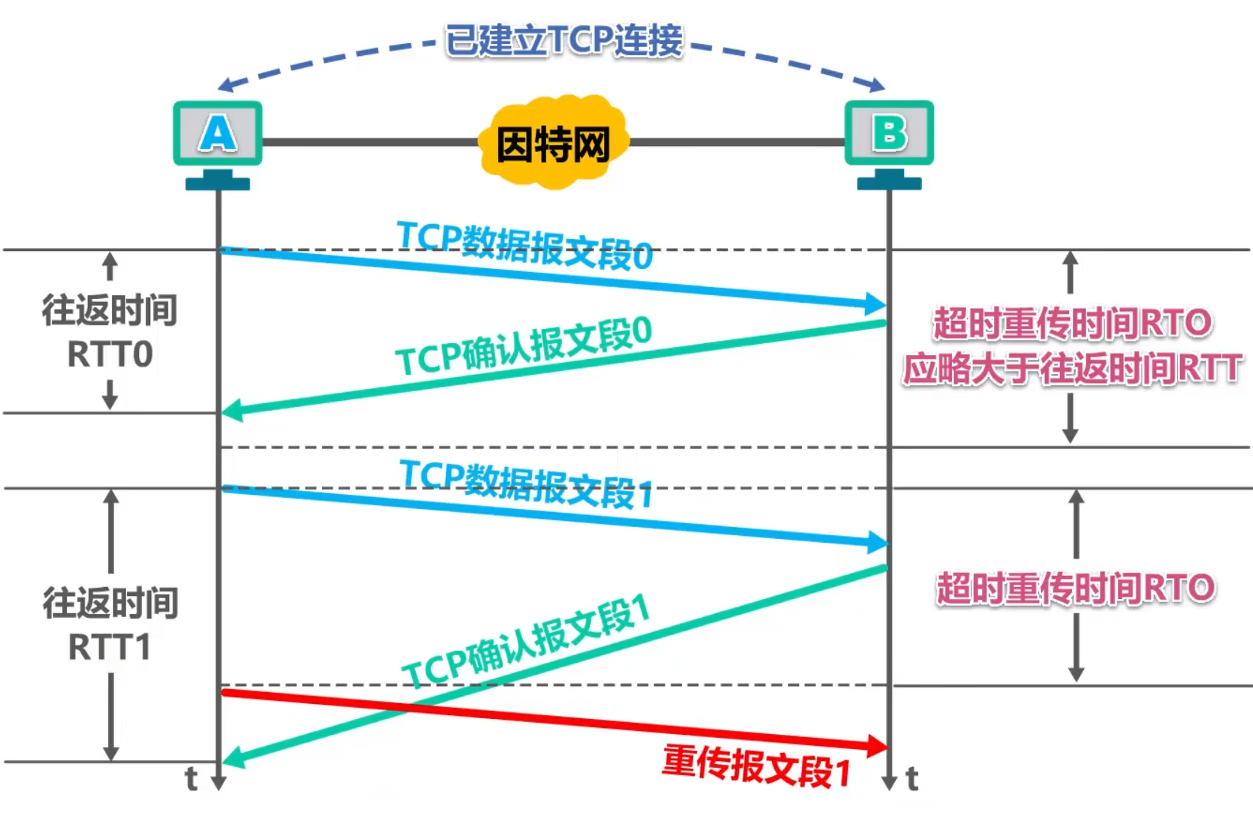 已建立TCP连接
A
因特网
B
TCP数据报文段0
往返时间
RTT0
TCP确认报文段0
超时重传时间RTO
应略大于往返时间RTT
TCP数据报文段1
往返时间
RTT1
TCP确认报文段1
超时重传时间RTO
重传报文段1
t
t